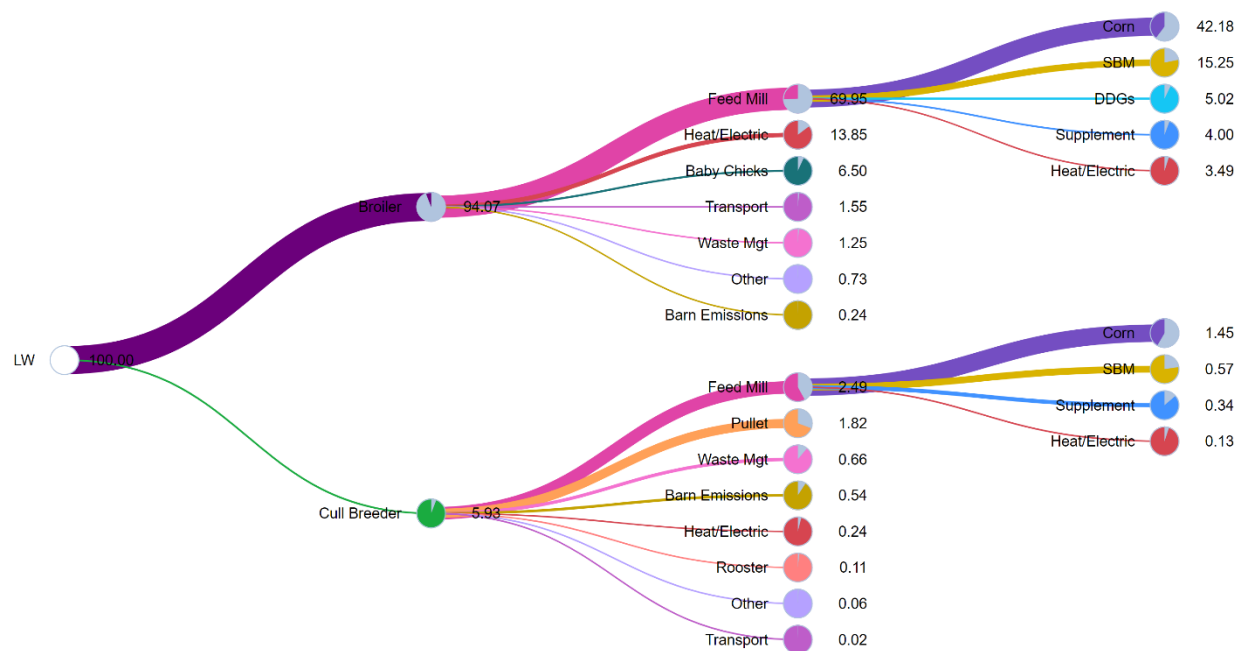 Corn 42.18
SBM 15.25
Feed Mill 69.95
DDGs 5.02
Heat/Electric 13.85
Supplement 4.00
Baby Chicks 6.50
Heat/Electric 3.49
Broiler 94.07
Transport 1.55
Waste Mgt 1.25
Other 0.73
Barn Emissions 0.24
Corn 1.45
LW 100.00
SBM 0.57
Feed Mill 2.49
Supplement 0.34
Pullet 1.82
Heat/Electric 0.13
Waste Mgt 0.66
Barn Emissions 0.54
Cull Breeder 5.93
Heat/Electric 0.24
Rooster 0.11
Other 0.06
Transport 0.02